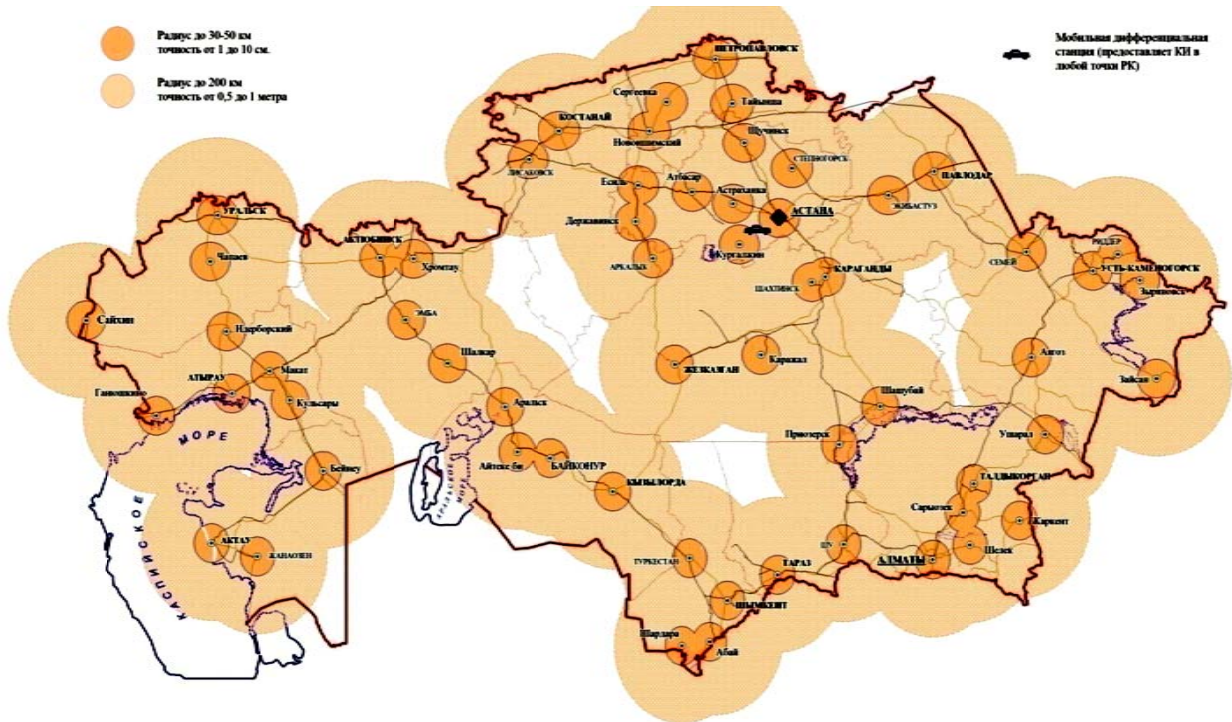 Радиус до 30-50 км
точность от 1 до 10 см.
Радиус до 200 км
точность от 0,5 до 1 метра
Мобильная дифференциальная
станция (предоставляет КИ в
любой точки РК)
ПЕТРОПАВЛОВСК
Сергеевка
Тайынша
КОСТАНАЙ
Новоишимский
Щучинск
ЛИСАКОВСК
СТЕПНОГОРСК
Есиль
Атбасар
Астраханка
ПАВЛОДАР
ЭКИБАСТУЗ
УРАЛЬСК
Державинск
АСТАНА
АКТЮБИНСК
Хромтау
Чапаев
АРКАЛЫК
Кургалжин
СЕМЕЙ
РИДДЕР
УСТЬ-КАМЕНОГОРСК
Зыряновск
КАРАГАНДЫ
ШАХТИНСК
Сайхин
ЭМБА
Индерборский
Шалкар
Макат
ЖЕЗКАЗГАН
Каражал
Аягоз
Зайсан
АТЫРАУ
Ганюшкино
Кульсары
Аральск
Шашубай
МОРЕ
Приозерск
Ушарал
Айтеке би
БАЙКОНУР
Бейнеу
КЫЗЫЛОРДА
ТАЛДЫКОРГАН
АРАЛЬСКОЕ
МОРЕ
КАСПИЙСКОЕ
Сарыозек
Жаркент
АКТАУ
ЖАНАОЗЕН
ТУРКЕСТАН
ШУ
Шелек
ТАРАЗ
АЛМАТЫ
ШЫМКЕНТ
Шардара
Абай